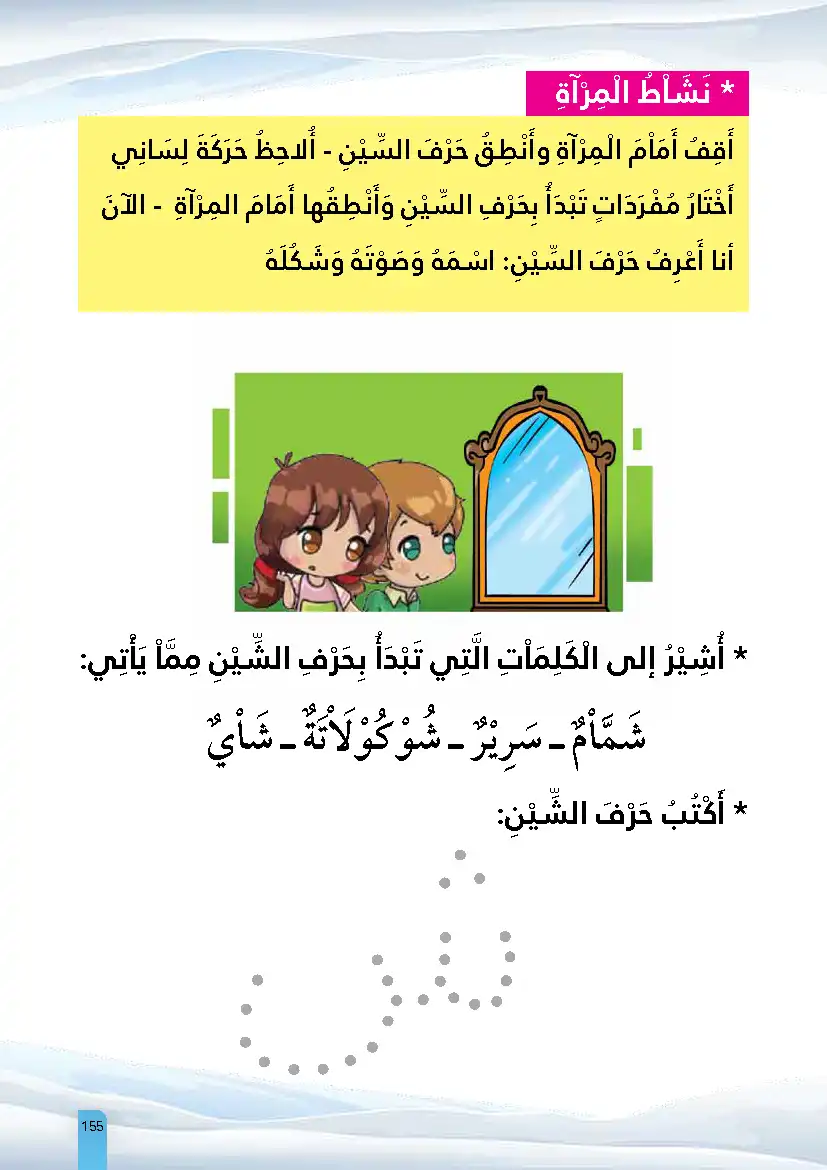 * نَشَاْطُ الْمِرْآةِ
أَقِفُ أَمَاْمَ الْمِرْآةِ وأَنْطِقُ حَرْفَ السِّيْنِ - أُلاحِظُ حَرَكَةَ لِسَانِي
أَخْتَارُ مُفْرَدَاتٍ تَبْدَأُ بِحَرْفِ السِّيْنِ وَأَنْطِقُها أَمَامَ المِرْآةِ - الآنَ
أنا أَعْرِفُ حَرْفَ السِّيْنِ: اسْمَهُ وَصَوْتَهُ وَشَكُلَهُ
* أُشِيْرُ إلى الْكَلِمَاْتِ الَّتِي تَبْدَأُ بِحَرْفِ الشِّيْنِ مِمَّاْ يَأْتِي:
شَمَّاْمٌ ـ سَرِيْرٌ ـ شُوْكُوْلَاْتَةٌ ـ شَاْيٌ
* أَكْتُبُ حَرْفَ الشِّيْنِ:
ش
155